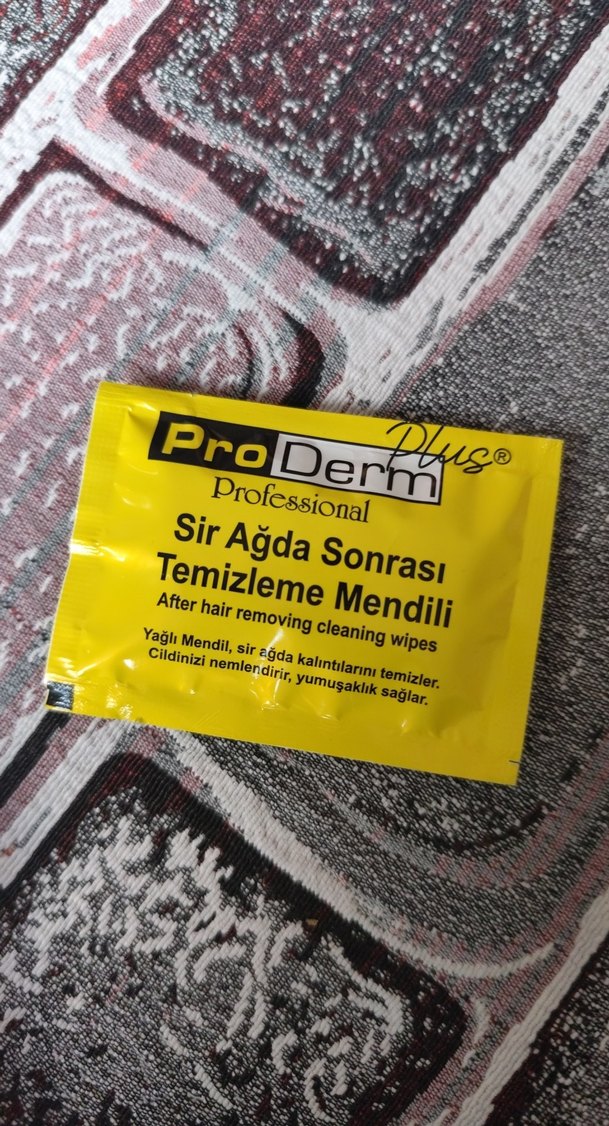 ProDerm Plus®
Professional
Sir Ağda Sonrası
Temizleme Mendili
After hair removing cleaning wipes
Yağlı Mendil, sir ağda kalıntılarını temizler.
Cildinizi nemlendirir, yumuşaklık sağlar.